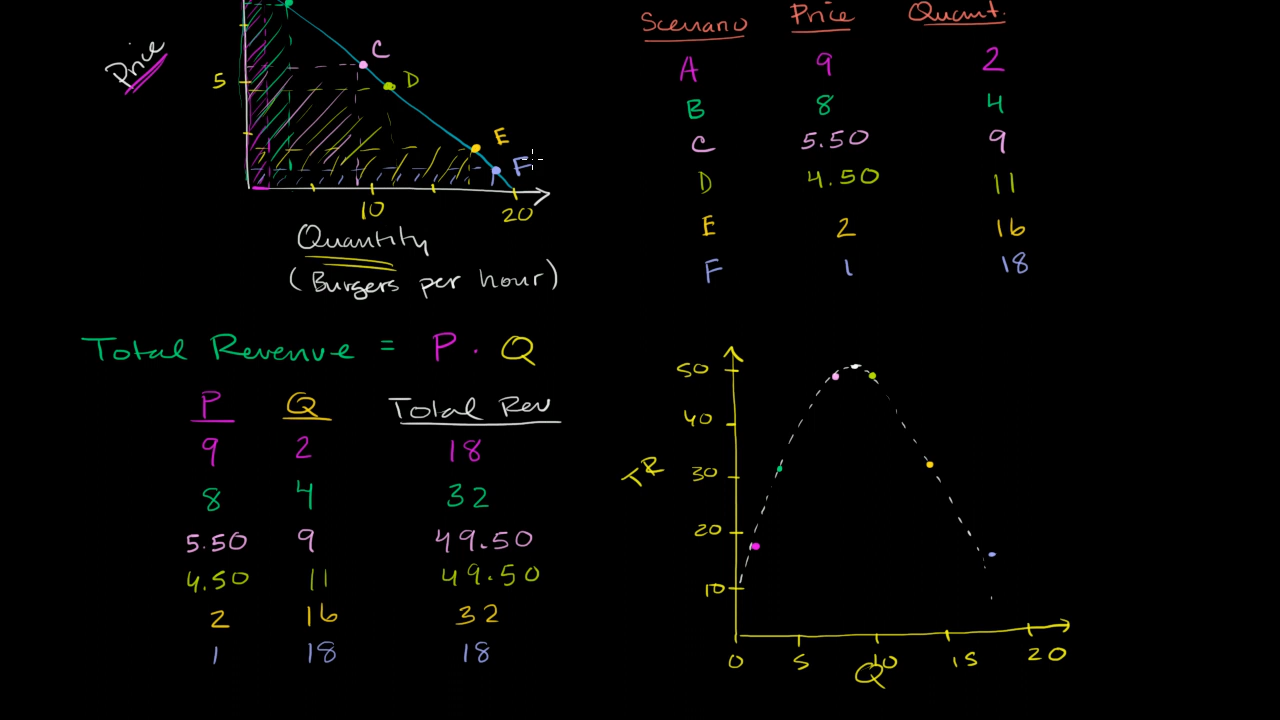 Price
5
C
D
E
F
10
20
Quantity
(Burgers per hour)
Scenario Price Quant.
A 9 2
B 8 4
C 5.50 9
D 4.50 11
E 2 16
F 1 18
Total Revenue = P · Q
P Q Total Rev
9 2 18
8 4 32
5.50 9 49.50
4.50 11 49.50
2 16 32
1 18 18
50
40
TR 30
20
10
0 5 10 15 20
Q